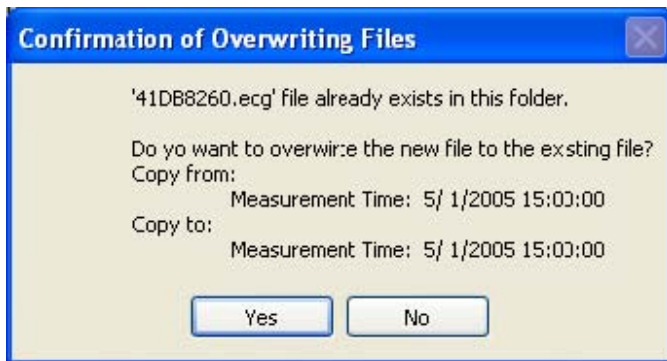 Confirmation of Overwriting Files
'41DB8260.ecg' file already exists in this folder.
Do yo want to overwirte the new file to the exsting file?
Copy from:
Measurement Time: 5/ 1/2005 15:00:00
Copy to:
Measurement Time: 5/ 1/2005 15:00:00
Yes
No